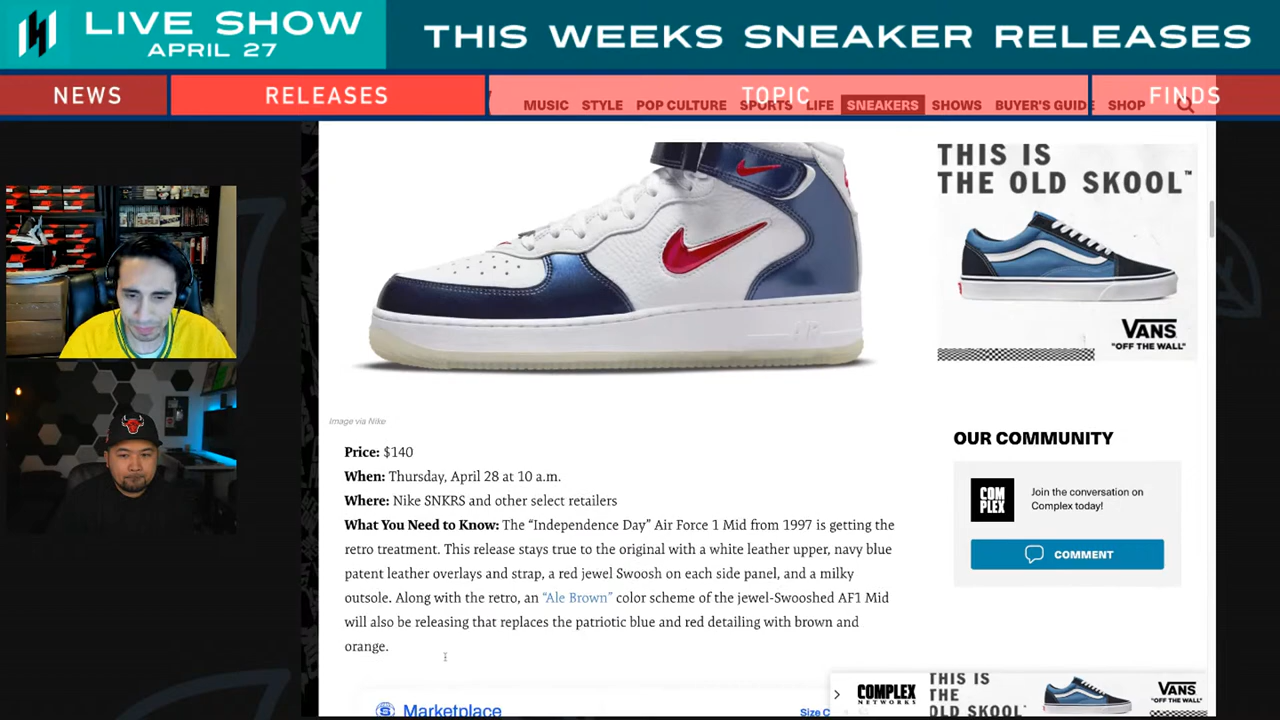 LIVE SHOW
APRIL 27
THIS WEEKS SNEAKER RELEASES
NEWS
RELEASES
TOPIC
FINDS
MUSIC STYLE POP CULTURE SPORTS LIFE SNEAKERS SHOWS BUYER'S GUIDE SHOP
THIS IS
THE OLD SKOOL™
VANS
"OFF THE WALL"
Image via Nike
Price: $140
When: Thursday, April 28 at 10 a.m.
Where: Nike SNKRS and other select retailers
What You Need to Know: The “Independence Day” Air Force 1 Mid from 1997 is getting the
retro treatment. This release stays true to the original with a white leather upper, navy blue
patent leather overlays and strap, a red jewel Swoosh on each side panel, and a milky
outsole. Along with the retro, an “Ale Brown” color scheme of the jewel-Swooshed AF1 Mid
will also be releasing that replaces the patriotic blue and red detailing with brown and
orange.
OUR COMMUNITY
COMPLEX
Join the conversation on
Complex today!
COMMENT
Marketplace
Size
COMPLEX
NETWORKS
THIS IS
THE
OLD SKOOL™
VANS
"OFF THE WALL"